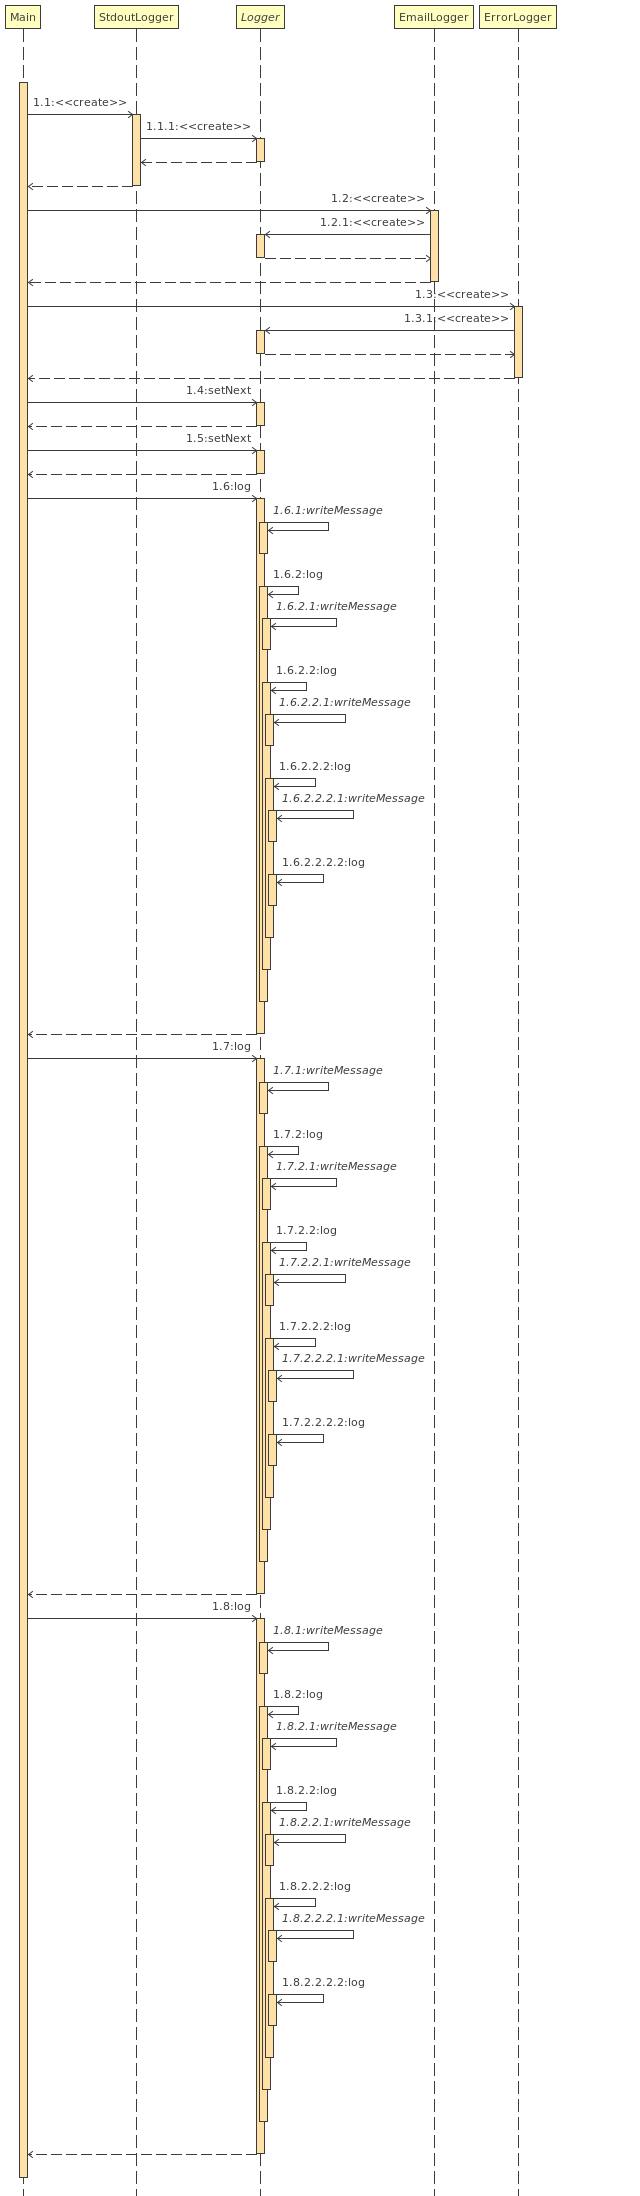 Main
StdoutLogger
Logger
EmailLogger
ErrorLogger
1.1:<<create>>
1.1.1:<<create>>
1.2:<<create>>
1.2.1:<<create>>
1.3:<<create>>
1.3.1:<<create>>
1.4:setNext
1.5:setNext
1.6:log
1.6.1:writeMessage
1.6.2:log
1.6.2.1:writeMessage
1.6.2.2:log
1.6.2.2.1:writeMessage
1.6.2.2.2:log
1.6.2.2.2.1:writeMessage
1.6.2.2.2.2:log
1.7:log
1.7.1:writeMessage
1.7.2:log
1.7.2.1:writeMessage
1.7.2.2:log
1.7.2.2.1:writeMessage
1.7.2.2.2:log
1.7.2.2.2.1:writeMessage
1.7.2.2.2.2:log
1.8:log
1.8.1:writeMessage
1.8.2:log
1.8.2.1:writeMessage
1.8.2.2:log
1.8.2.2.1:writeMessage
1.8.2.2.2:log
1.8.2.2.2.1:writeMessage
1.8.2.2.2.2:log